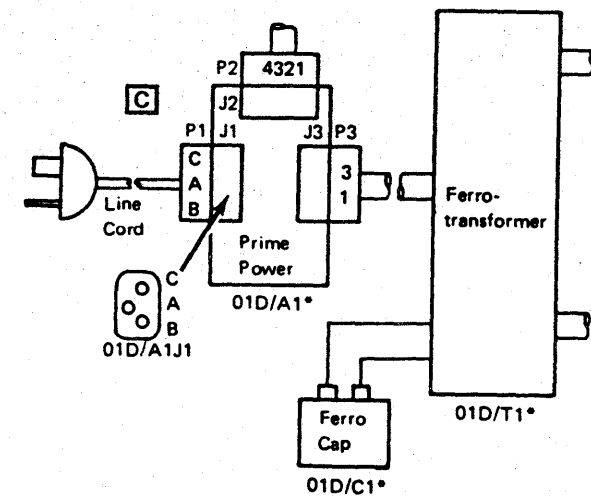 P2 4321
C
J2
P1 J1
J3 P3
C
A
B
3
1
Line
Cord
Prime
Power
Ferro-
transformer
C
A
B
01D/A1*
01D/A1J1
Ferro
Cap
01D/T1*
01D/C1*